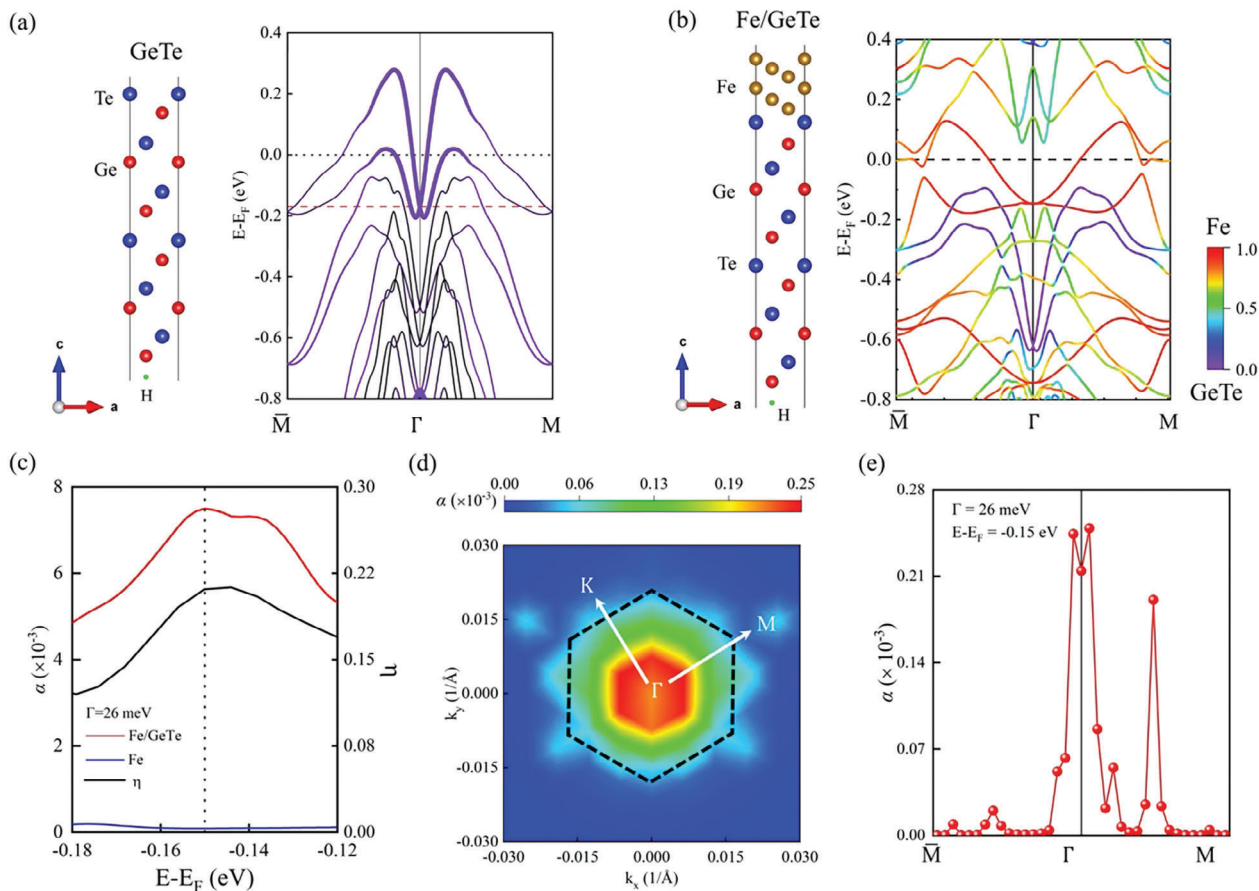 (a)
GeTe
Te
Ge
c
a
H
E-E_F (eV)
0.4
0.2
0.0
-0.2
-0.4
-0.6
-0.8
M̅
Γ
M
(b)
Fe/GeTe
Fe
Ge
Te
c
a
H
E-E_F (eV)
0.4
0.2
0.0
-0.2
-0.4
-0.6
-0.8
M̅
Γ
M
Fe
1.0
0.8
0.6
0.4
0.2
0.0
GeTe
(c)
α (×10⁻³)
8
6
4
2
0
0.30
0.22
0.15
0.08
0.00
η
Γ=26 meV
Fe/GeTe
Fe
η
-0.18
-0.16
-0.14
-0.12
E-E_F (eV)
(d)
0.00
0.06
0.13
0.19
0.25
α (×10⁻³)
k_y (1/Å)
0.030
0.015
0.000
-0.015
-0.030
K
M
Γ
-0.030
-0.015
0.000
0.015
0.030
k_x (1/Å)
(e)
α (× 10⁻³)
0.28
0.21
0.14
0.07
0.00
Γ = 26 meV
E-E_F = -0.15 eV
M̅
Γ
M